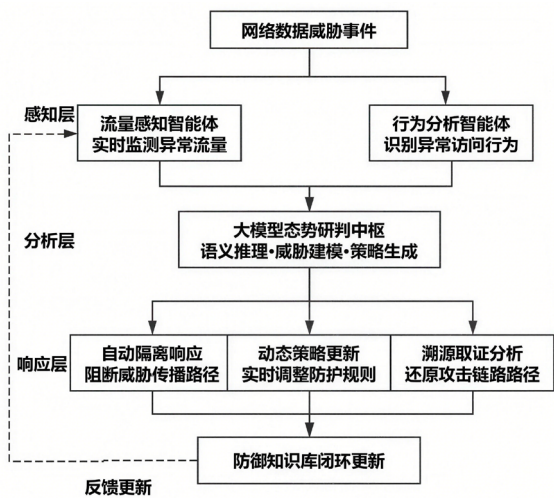 网络数据威胁事件
感知层
流量感知智能体
实时监测异常流量
行为分析智能体
识别异常访问行为
分析层
大模型态势研判中枢
语义推理·威胁建模·策略生成
响应层
自动隔离响应
阻断威胁传播路径
动态策略更新
实时调整防护规则
溯源取证分析
还原攻击链路路径
防御知识库闭环更新
反馈更新